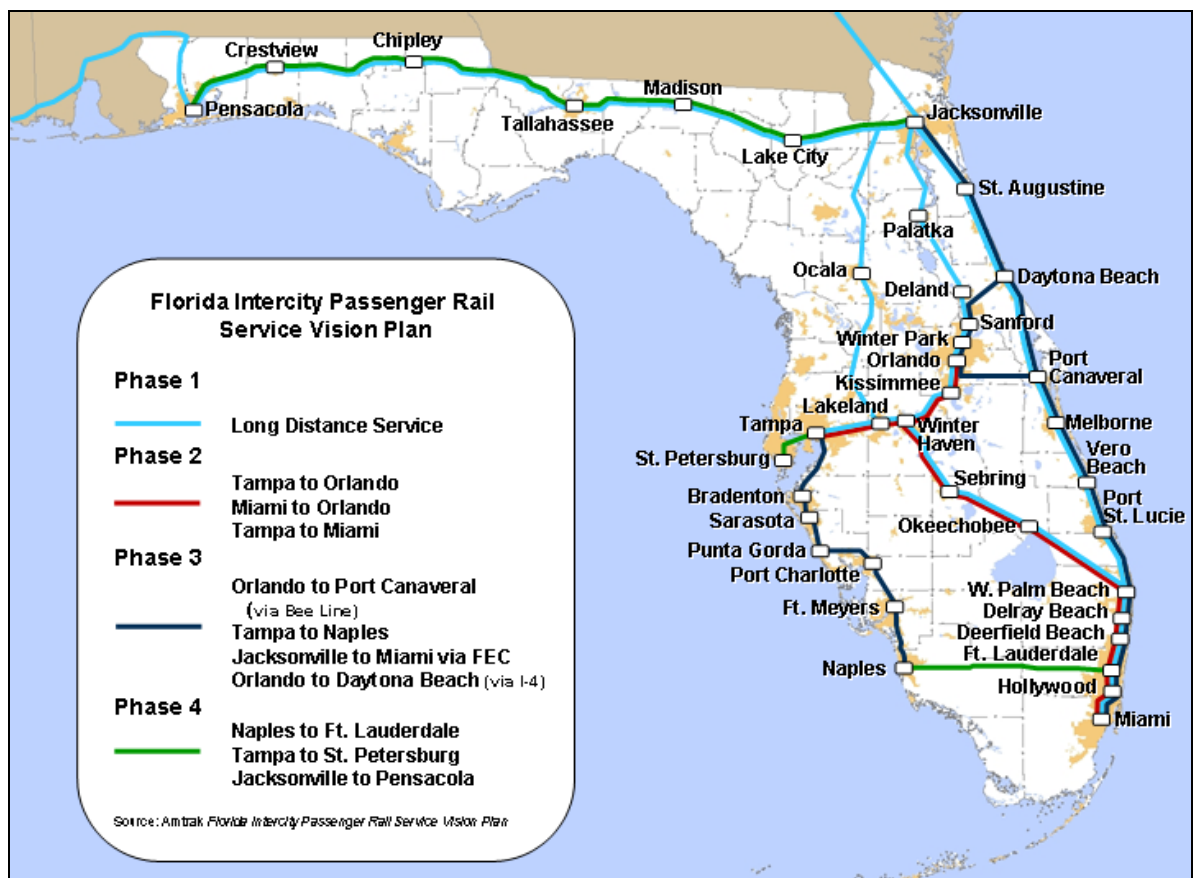 Crestview
Chipley
Pensacola
Tallahassee
Madison
Lake City
Jacksonville
St. Augustine
Palatka
Ocala
Deland
Daytona Beach
Sanford
Winter Park
Orlando
Kissimmee
Port
Canaveral
Lakeland
Tampa
Winter
Haven
Melborne
St. Petersburg
Vero
Beach
Sebring
Bradenton
Port
St. Lucie
Sarasota
Okeechobee
Punta Gorda
Port Charlotte
W. Palm Beach
Ft. Meyers
Delray Beach
Deerfield Beach
Ft. Lauderdale
Naples
Hollywood
Miami
Florida Intercity Passenger Rail
Service Vision Plan
Phase 1
Long Distance Service
Phase 2
Tampa to Orlando
Miami to Orlando
Tampa to Miami
Phase 3
Orlando to Port Canaveral
(via Bee Line)
Tampa to Naples
Jacksonville to Miami via FEC
Orlando to Daytona Beach (via I-4)
Phase 4
Naples to Ft. Lauderdale
Tampa to St. Petersburg
Jacksonville to Pensacola
Source: Amtrak Florida Intercity Passenger Rail Service Vision Plan